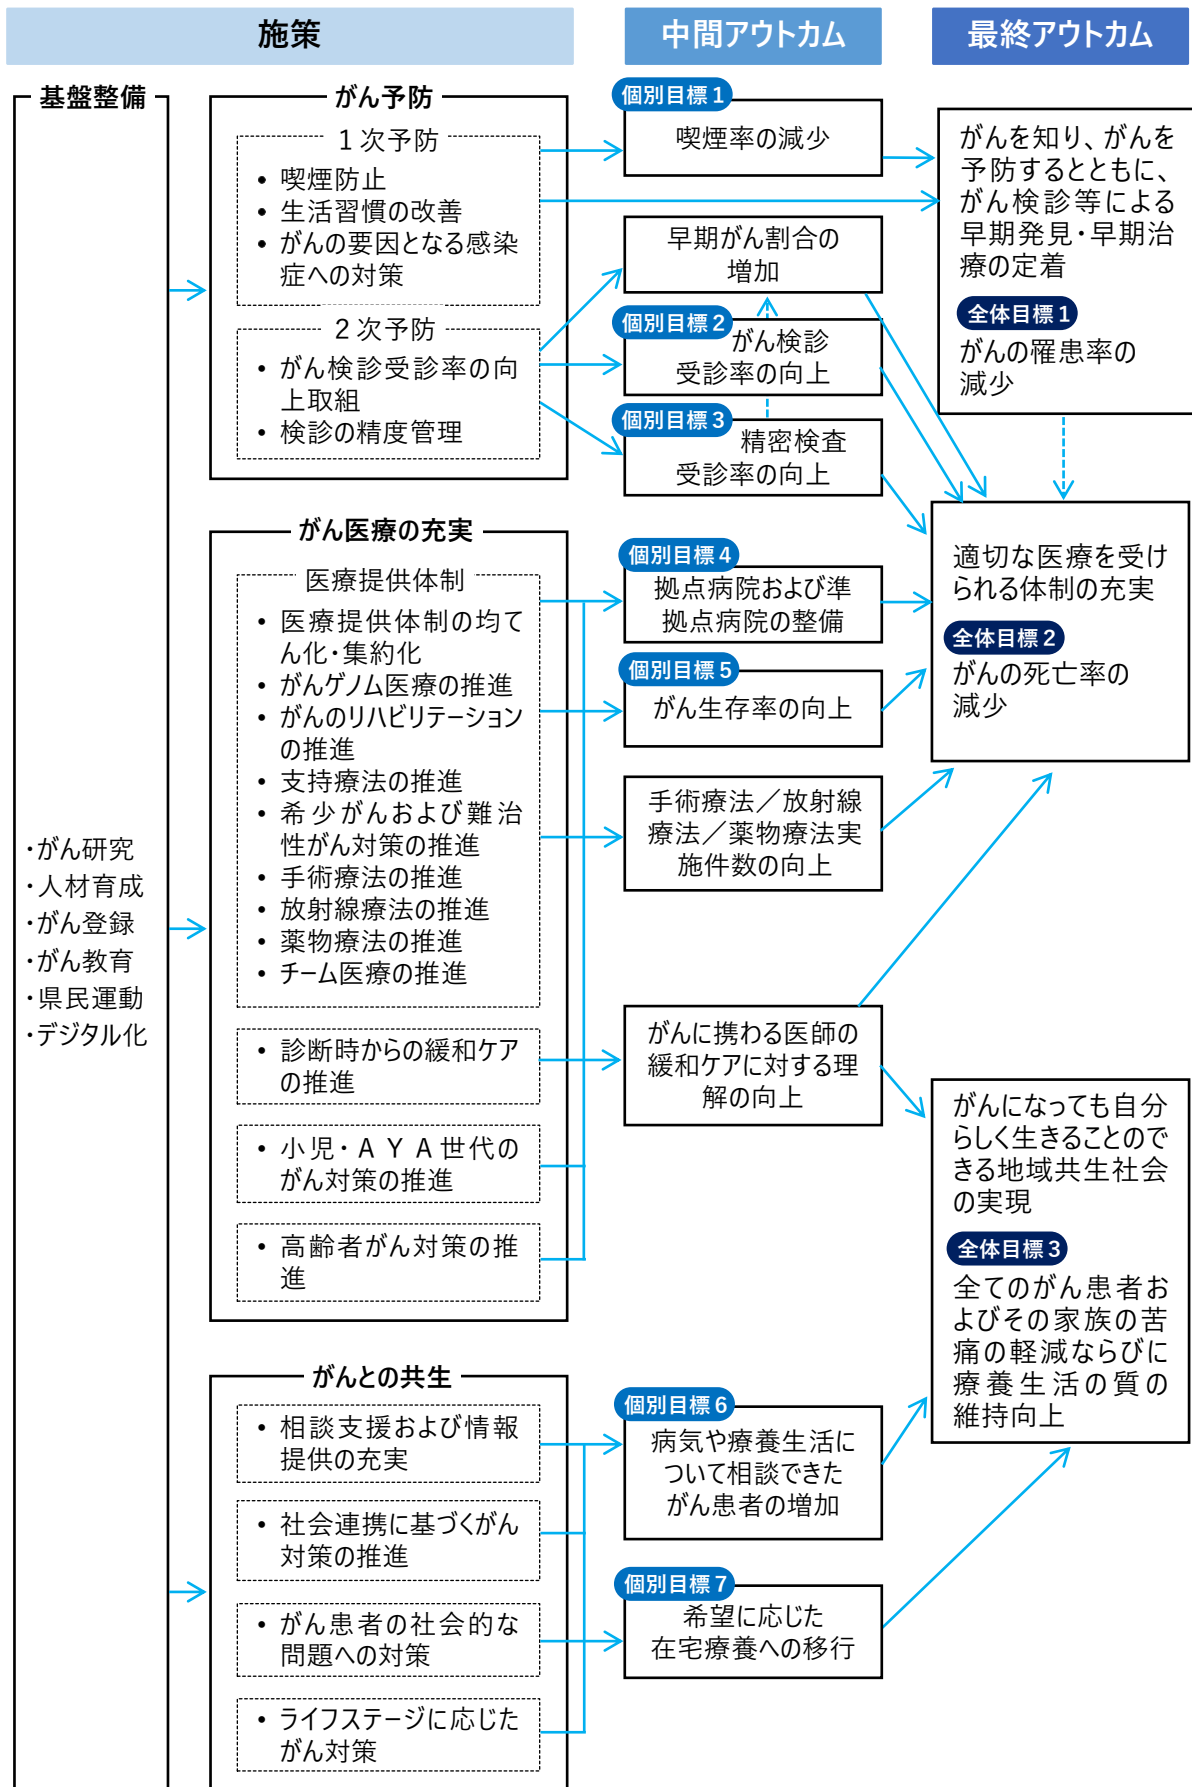 施策
中間アウトカム
最終アウトカム
基盤整備
・がん研究
・人材育成
・がん登録
・がん教育
・県民運動
・デジタル化
がん予防
1次予防
• 喫煙防止
• 生活習慣の改善
• がんの要因となる感染
症への対策
2次予防
• がん検診受診率の向
上取組
• 検診の精度管理
がん医療の充実
医療提供体制
• 医療提供体制の均て
ん化・集約化
• がんゲノム医療の推進
• がんのリハビリテーション
の推進
• 支持療法の推進
• 希少がんおよび難治
性がん対策の推進
• 手術療法の推進
• 放射線療法の推進
• 薬物療法の推進
• チーム医療の推進
• 診断時からの緩和ケア
の推進
• 小児・AYA世代の
がん対策の推進
• 高齢者がん対策の推
進
がんとの共生
• 相談支援および情報
提供の充実
• 社会連携に基づくがん
対策の推進
• がん患者の社会的な
問題への対策
• ライフステージに応じた
がん対策
個別目標1
喫煙率の減少
早期がん割合の
増加
個別目標2
がん検診
受診率の向上
個別目標3
精密検査
受診率の向上
個別目標4
拠点病院および準
拠点病院の整備
個別目標5
がん生存率の向上
手術療法／放射線
療法／薬物療法実
施件数の向上
がんに携わる医師の
緩和ケアに対する理
解の向上
個別目標6
病気や療養生活に
ついて相談できた
がん患者の増加
個別目標7
希望に応じた
在宅療養への移行
がんを知り、がんを
予防するとともに、
がん検診等による
早期発見・早期治
療の定着
全体目標1
がんの罹患率の
減少
適切な医療を受け
られる体制の充実
全体目標2
がんの死亡率の
減少
がんになっても自分
らしく生きることので
きる地域共生社会
の実現
全体目標3
全てのがん患者お
よびその家族の苦
痛の軽減ならびに
療養生活の質の
維持向上